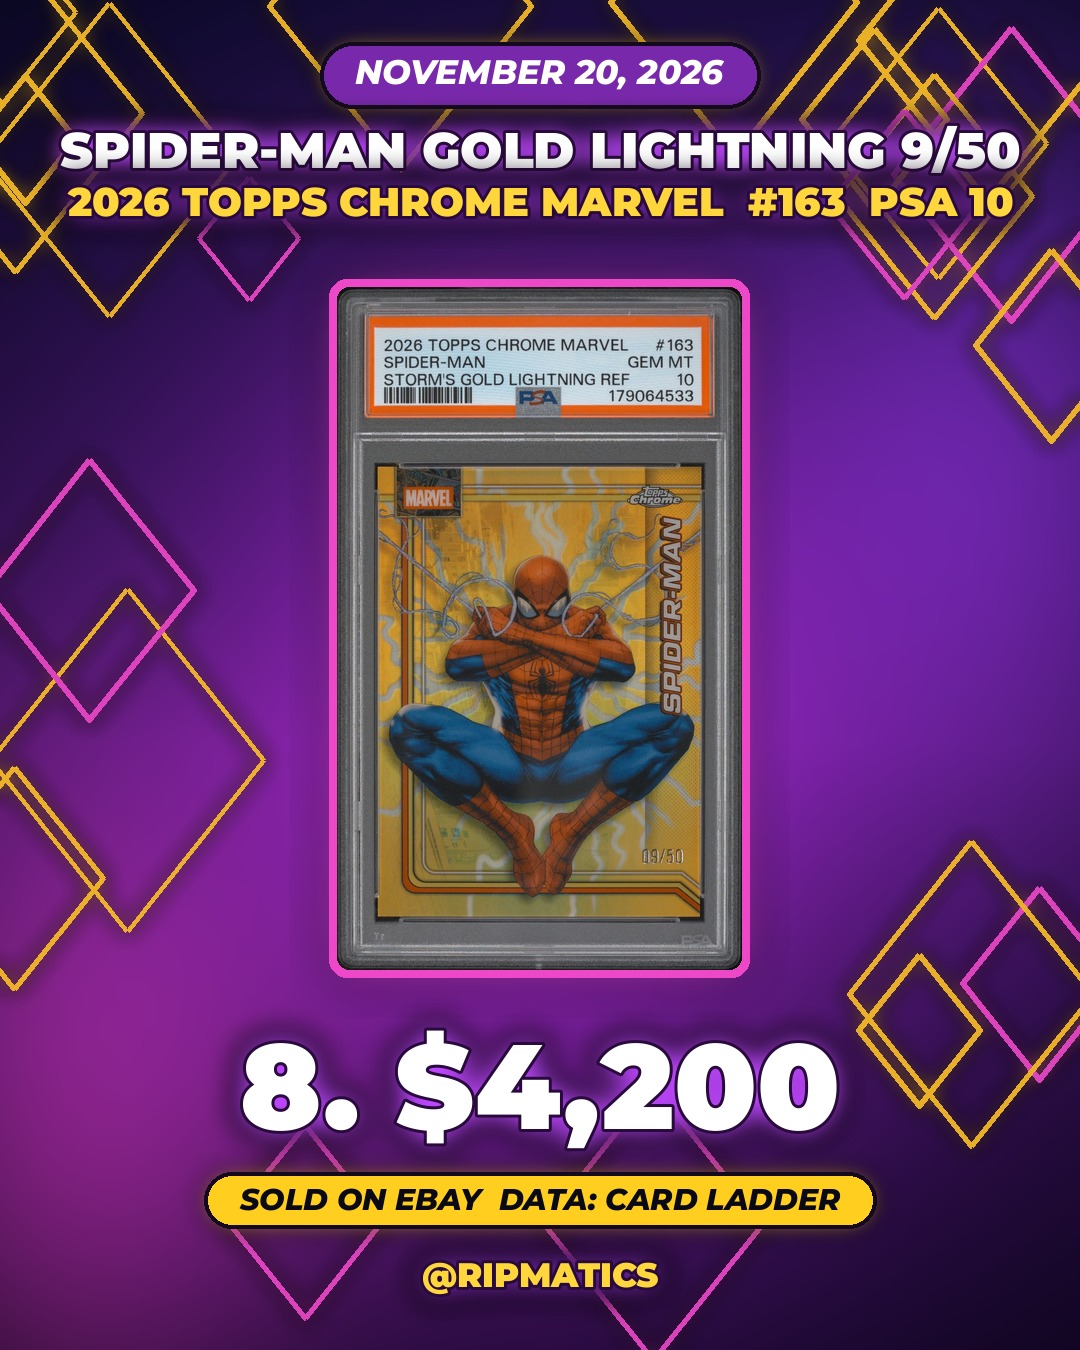 NOVEMBER 20, 2026
SPIDER-MAN GOLD LIGHTNING 9/50
2026 TOPPS CHROME MARVEL #163 PSA 10
2026 TOPPS CHROME MARVEL #163
SPIDER-MAN GEM MT
STORM'S GOLD LIGHTNING REF 10
PSA 179064533
MARVEL
Topps Chrome
SPIDER-MAN
09/50
PSA
8. $4,200
SOLD ON EBAY DATA: CARD LADDER
@RIPMATICS